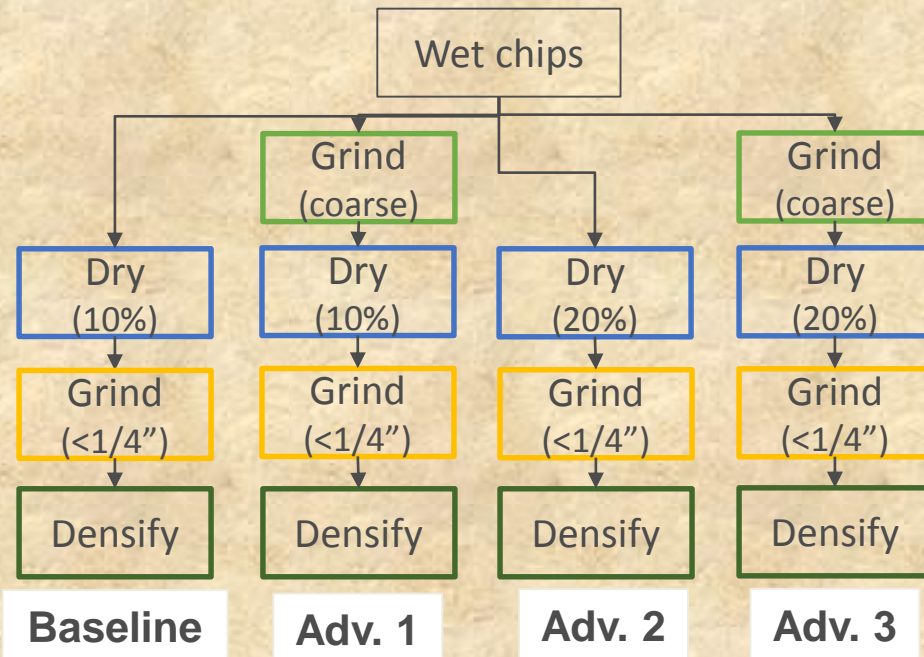 Wet chips
Grind
(coarse)
Grind
(coarse)
Dry
(10%)
Dry
(10%)
Dry
(20%)
Dry
(20%)
Grind
(<1/4”)
Grind
(<1/4”)
Grind
(<1/4”)
Grind
(<1/4”)
Densify
Densify
Densify
Densify
Baseline
Adv. 1
Adv. 2
Adv. 3